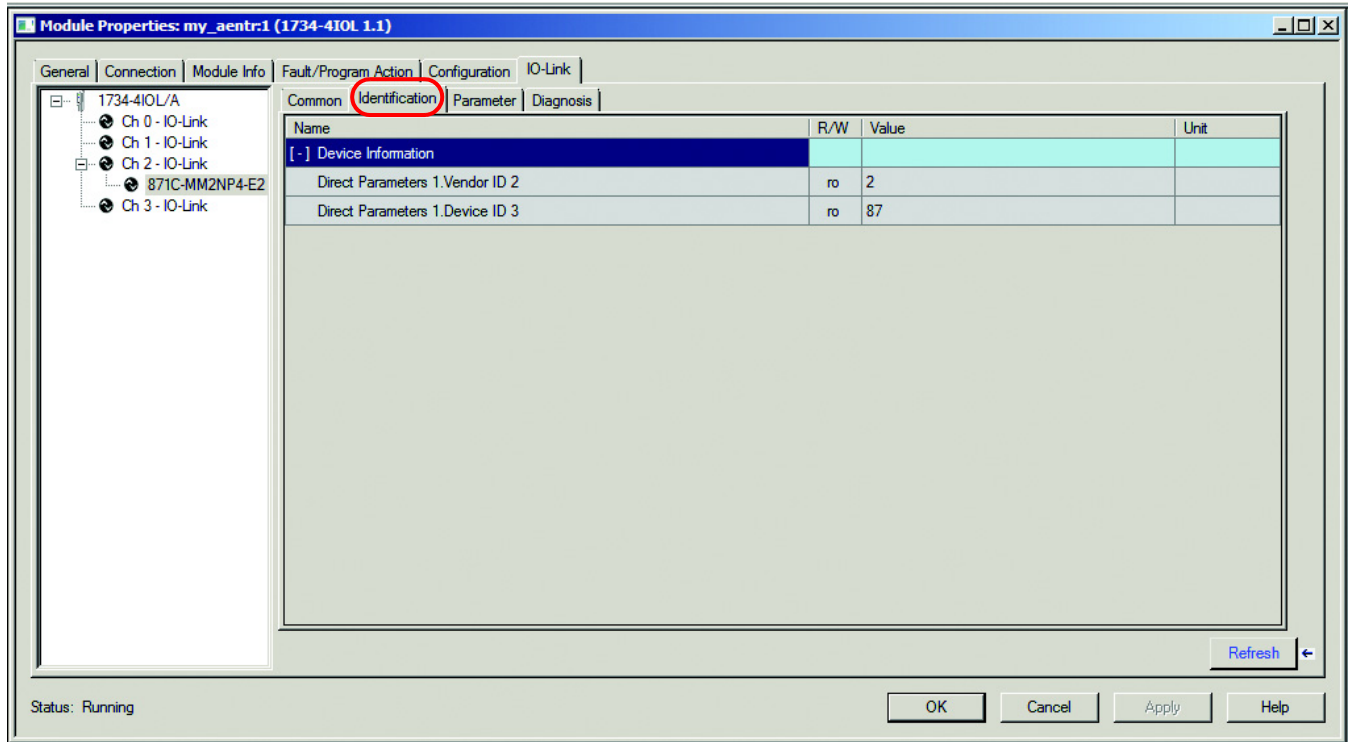 Module Properties: my_aentr:1 (1734-4IOL 1.1)
General Connection Module Info Fault/Program Action Configuration IO-Link
1734-4IOL/A
Ch 0 - IO-Link
Ch 1 - IO-Link
Ch 2 - IO-Link
871C-MM2NP4-E2
Ch 3 - IO-Link
Common Identification Parameter Diagnosis
Name R/W Value Unit
[-] Device Information
Direct Parameters 1.Vendor ID 2 ro 2
Direct Parameters 1.Device ID 3 ro 87
Refresh
Status: Running
OK Cancel Apply Help